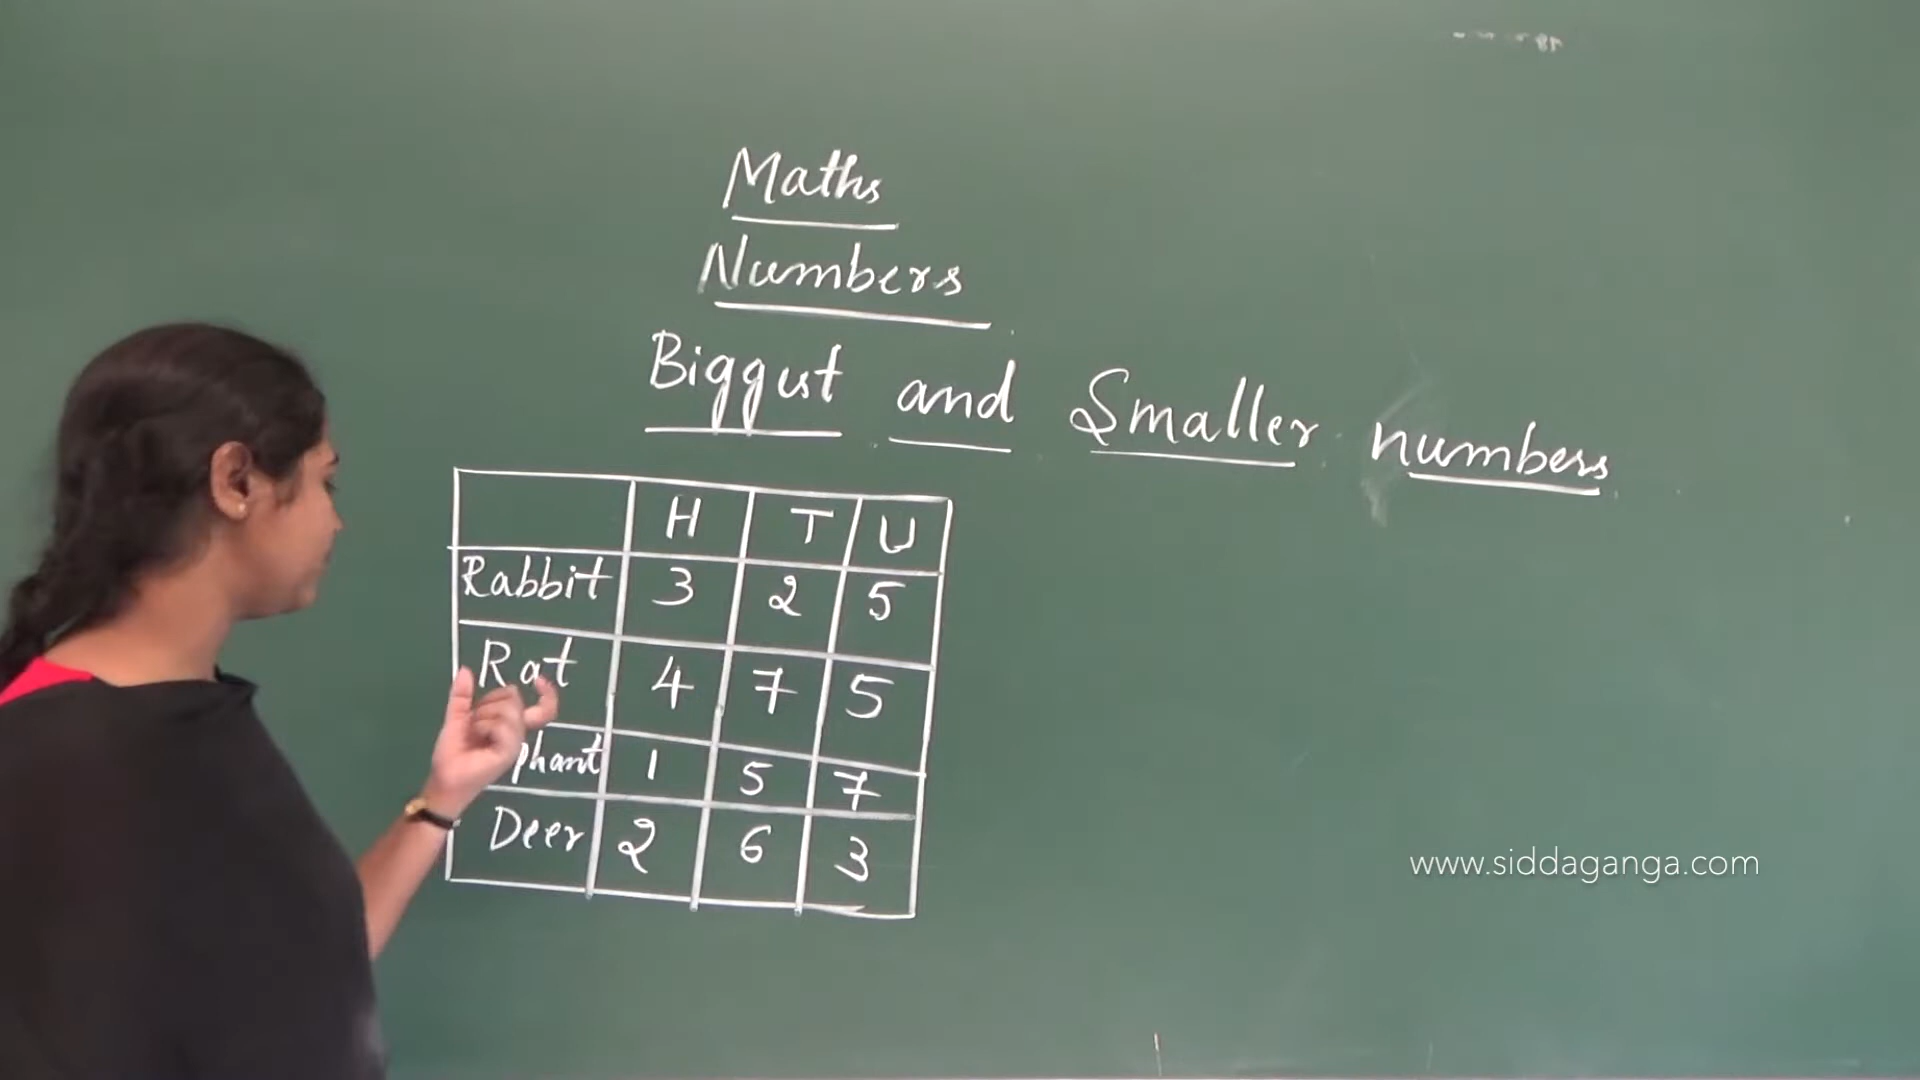 Maths
Numbers
Biggest and Smaller numbers
H T U
Rabbit 3 2 5
Rat 4 7 5
phant 1 5 7
Deer 2 6 3
www.siddaganga.com